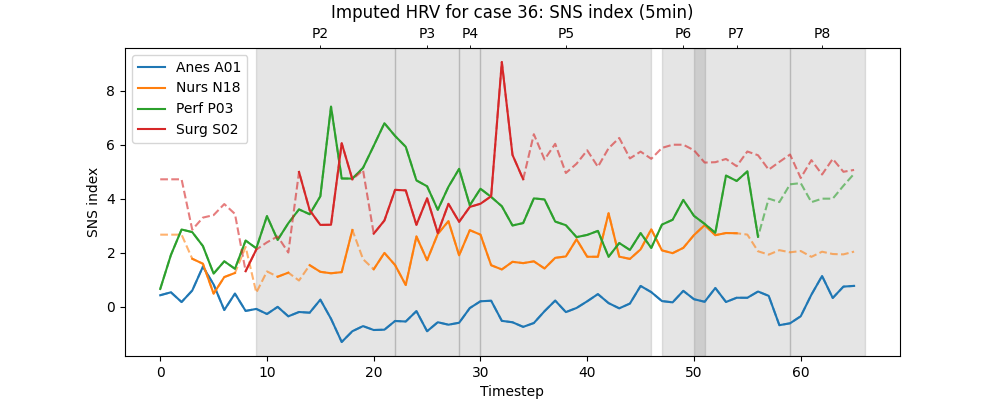 Imputed HRV for case 36: SNS index (5min)
P2 P3 P4 P5 P6 P7 P8
Anes A01
Nurs N18
Perf P03
Surg S02
8
6
4
2
0
SNS index
0 10 20 30 40 50 60
Timestep